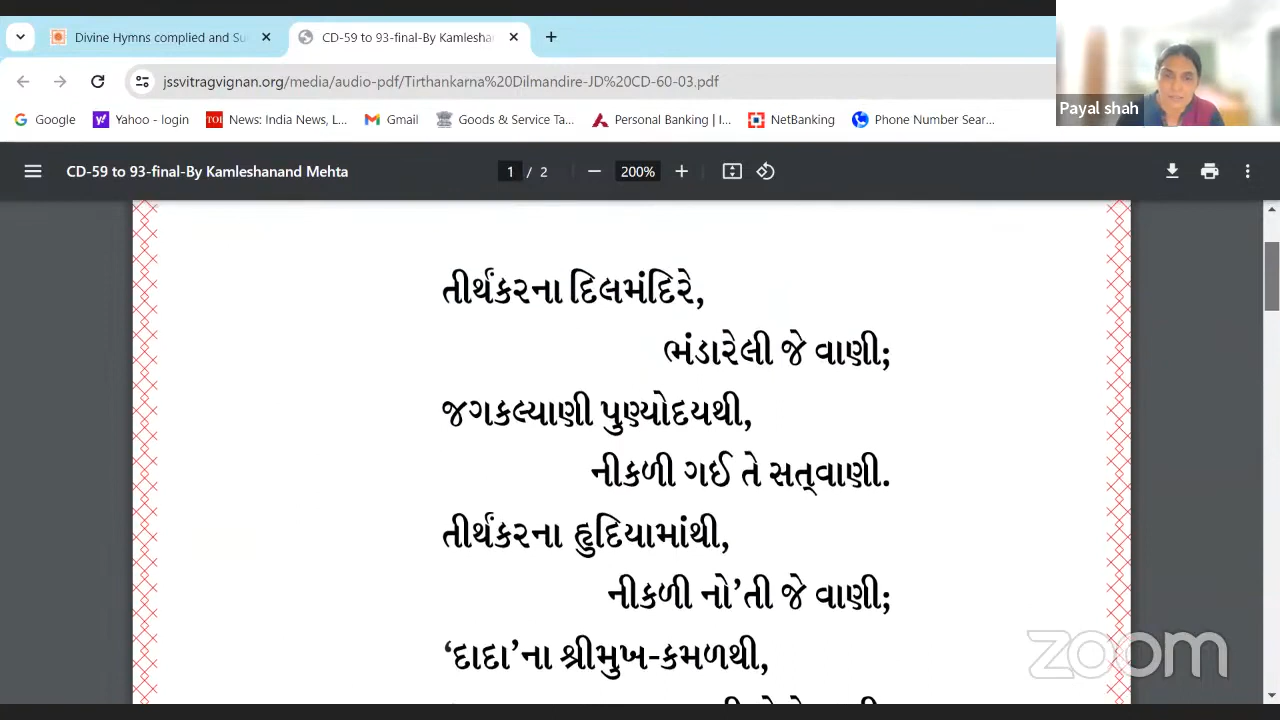 Divine Hymns complied and Su
CD-59 to 93-final-By Kamlesha
jssvitragvignan.org/media/audio-pdf/Tirthankarna%20Dilmandire-JD%20CD-60-03.pdf
Payal shah
Google
Yahoo -login
News: India News, L...
Gmail
Goods & Service Ta...
Personal Banking | I...
NetBanking
Phone Number Sear...
CD-59 to 93-final-By Kamleshanand Mehta
1 / 2
200%
તીર્થંકરના દિલમંદિરે,
ભંડારેલી જે વાણી;
જગકલ્યાણી પુણ્યોદયથી,
નીકળી ગઈ તે સત્‌વાણી.
તીર્થંકરના હૃદિયામાંથી,
નીકળી નો’તી જે વાણી;
‘દાદા’ના શ્રીમુખ-કમળથી,
zoom